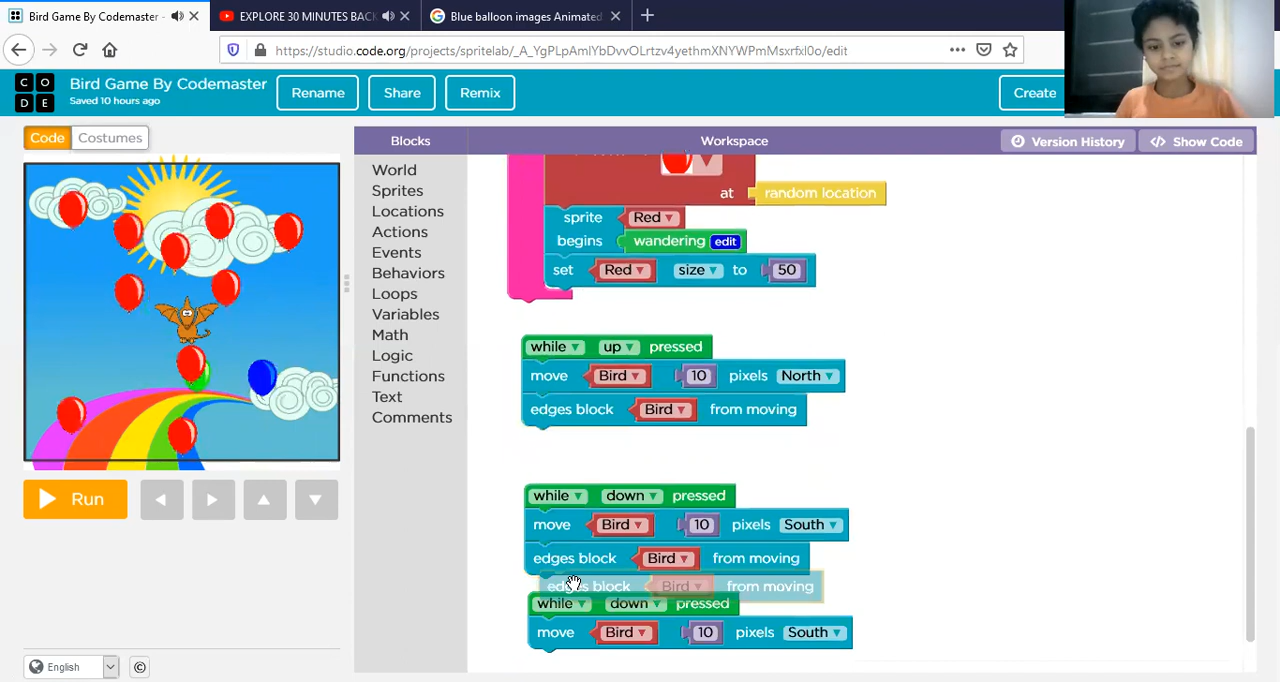 Bird Game By Codemaster -
EXPLORE 30 MINUTES BACK
Blue balloon images Animated
https://studio.code.org/projects/spritelab/_A_YgPLpAmlYbDvvOLrtzv4yethmXNYWPmMsxrfxl0o/edit
C O
D E
Bird Game By Codemaster
Saved 10 hours ago
Rename
Share
Remix
Create
Code
Costumes
Blocks
Workspace
Version History
</> Show Code
World
Sprites
Locations
Actions
Events
Behaviors
Loops
Variables
Math
Logic
Functions
Text
Comments
at random location
sprite Red
begins wandering edit
set Red size to 50
while up pressed
move Bird 10 pixels North
edges block Bird from moving
while down pressed
move Bird 10 pixels South
edges block Bird from moving
edges block Bird from moving
while down pressed
move Bird 10 pixels South
Run
English
©